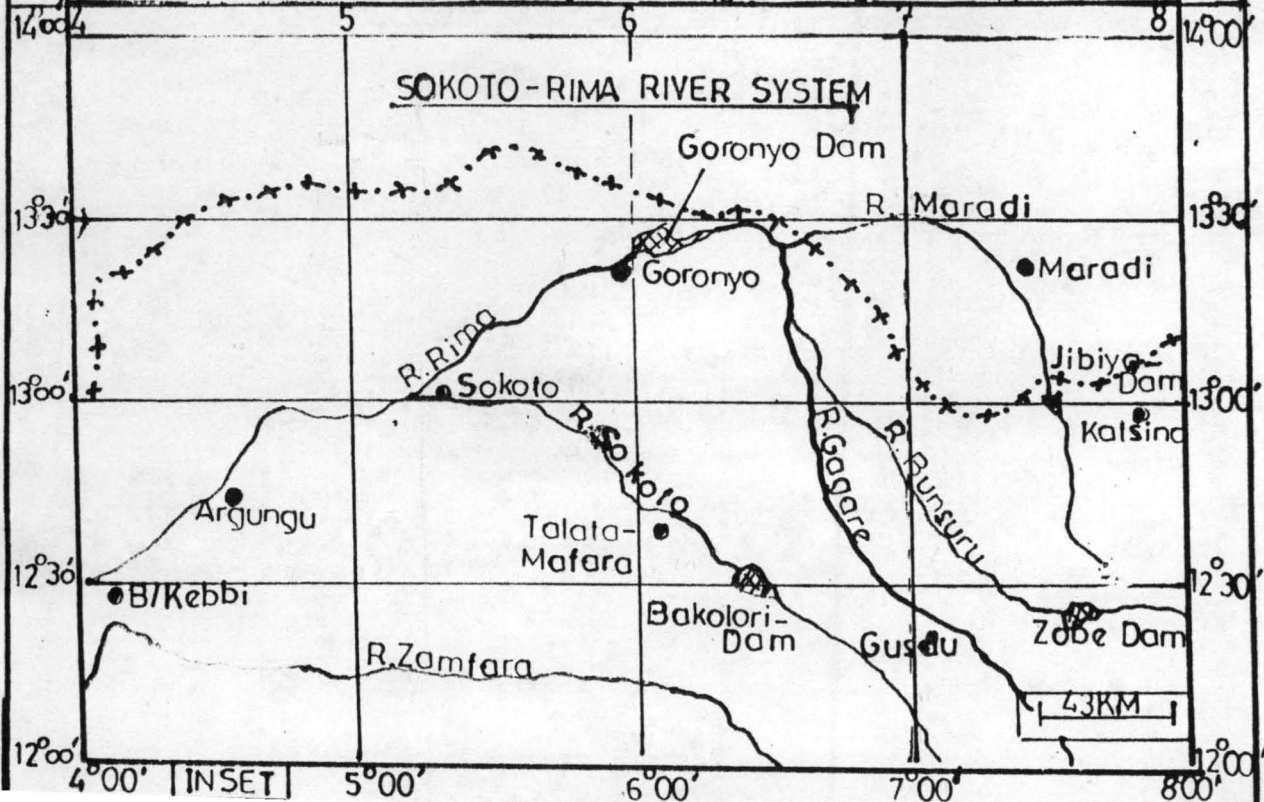 4 5 6 7 8
14°00' 14°00'
SOKOTO-RIMA RIVER SYSTEM
Goronyo Dam
13°30' R. Maradi 13°30'
Goronyo
Maradi
R. Rima
Jibiya
Dam
13°00' Sokoto 13°00'
Katsina
R. Sokoto
R. Gagare
R. Bunsuru
Argungu
Talata-
Mafara
12°30' 12°30'
B/Kebbi
Bakolori-
Dam
Zobe Dam
Gusau
R. Zamfara
43KM
12°00' 12°00'
4°00' INSET 5°00' 6°00' 7°00' 8°00'